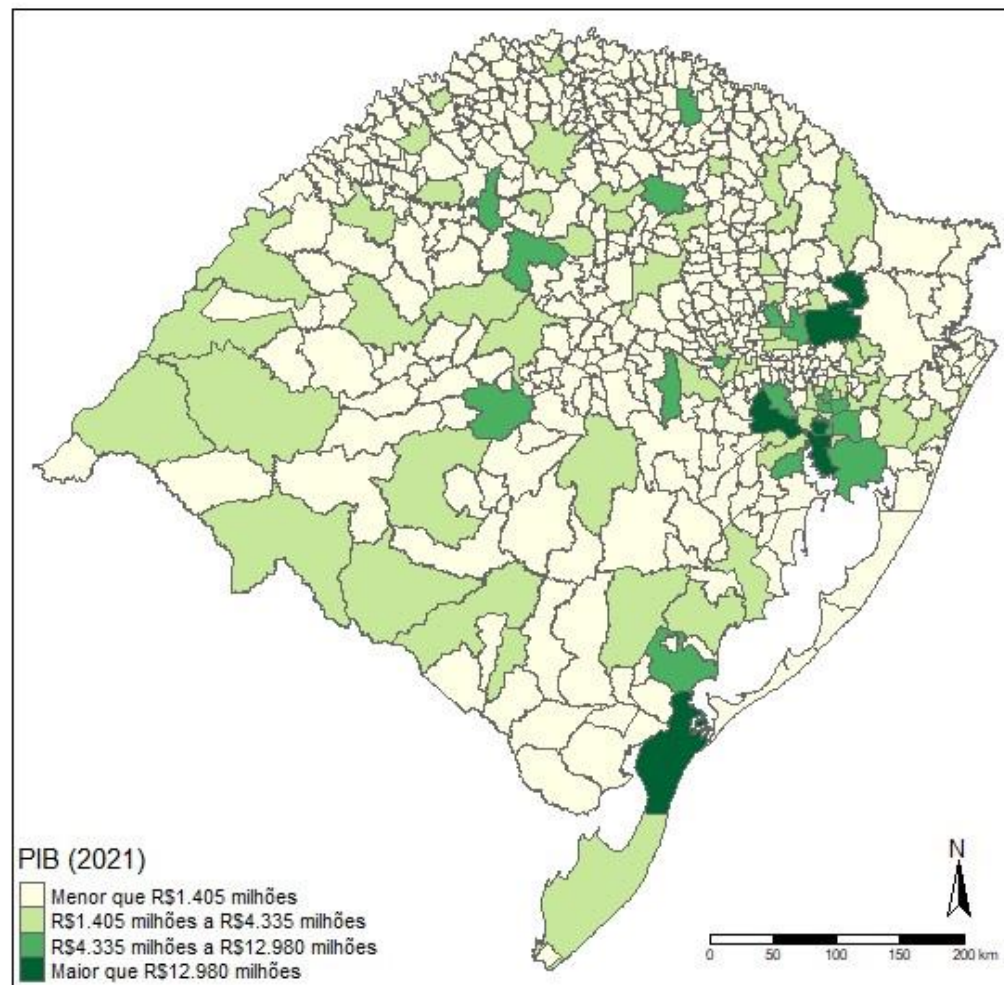 PIB (2021)
Menor que R$1.405 milhões
R$1.405 milhões a R$4.335 milhões
R$4.335 milhões a R$12.980 milhões
Maior que R$12.980 milhões
N
0 50 100 150 200 km